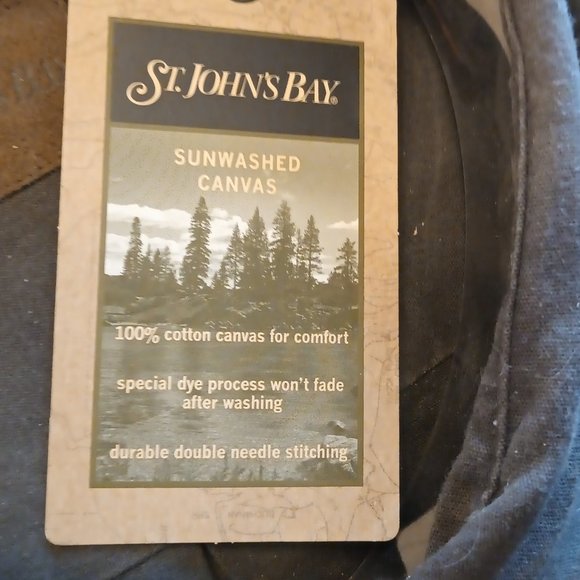 ST. JOHN'S BAY®
SUNWASHED
CANVAS
100% cotton canvas for comfort
special dye process won't fade
after washing
durable double needle stitching